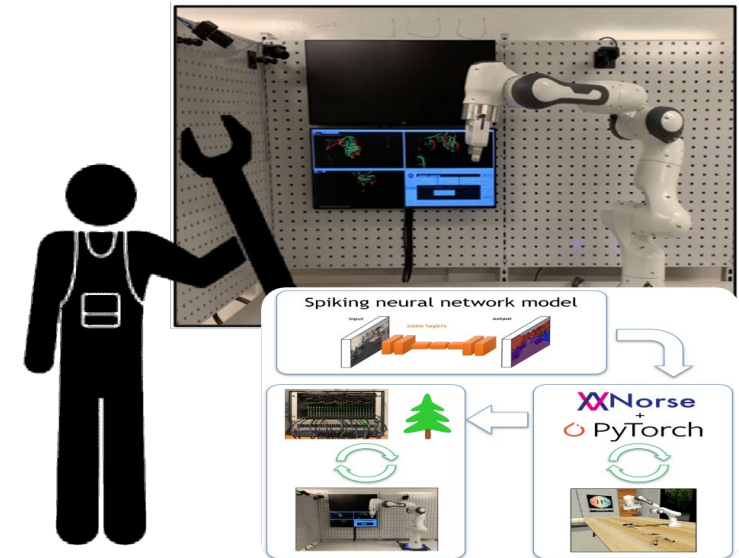 Spiking neural network model
input
conv layers
output
Norse
+
PyTorch